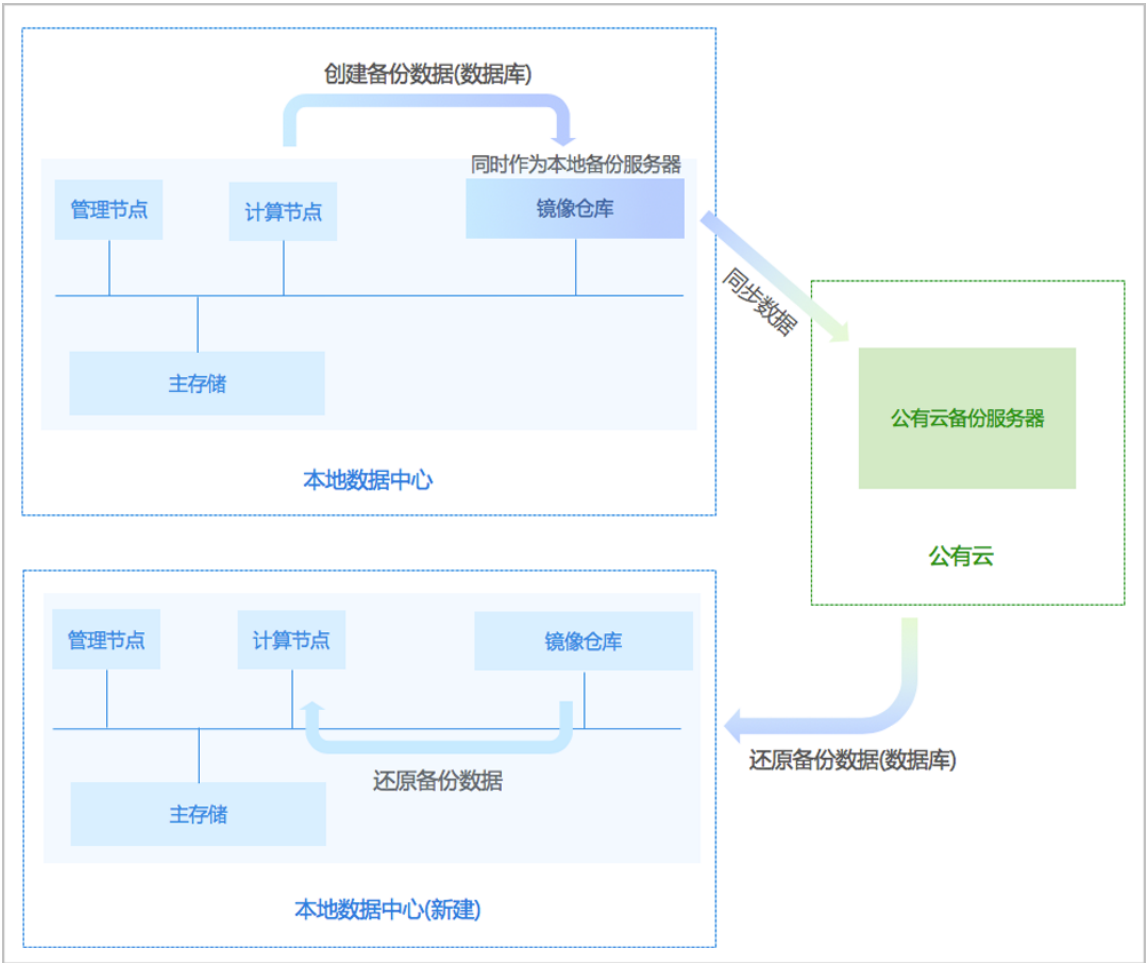 创建备份数据(数据库)
同时作为本地备份服务器
管理节点
计算节点
镜像仓库
同步数据
主存储
公有云备份服务器
本地数据中心
公有云
管理节点
计算节点
镜像仓库
还原备份数据(数据库)
还原备份数据
主存储
本地数据中心(新建)